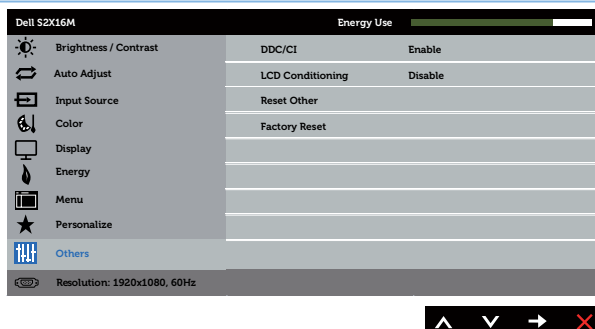 Dell S2X16M Energy Use
Brightness / Contrast DDC/CI Enable
Auto Adjust LCD Conditioning Disable
Input Source Reset Other
Color Factory Reset
Display
Energy
Menu
Personalize
Others
Resolution: 1920x1080, 60Hz